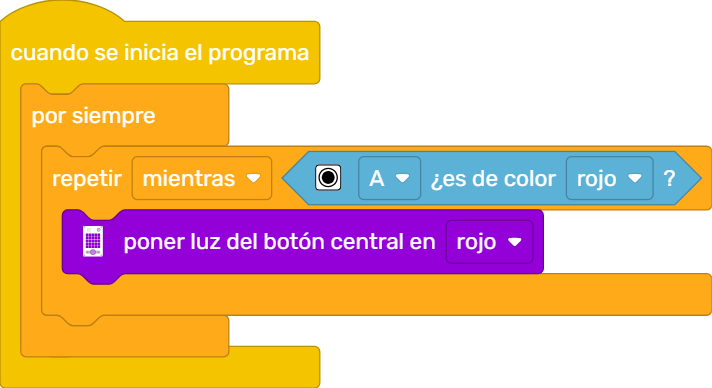 cuando se inicia el programa
por siempre
repetir mientras A ¿es de color rojo ?
poner luz del botón central en rojo